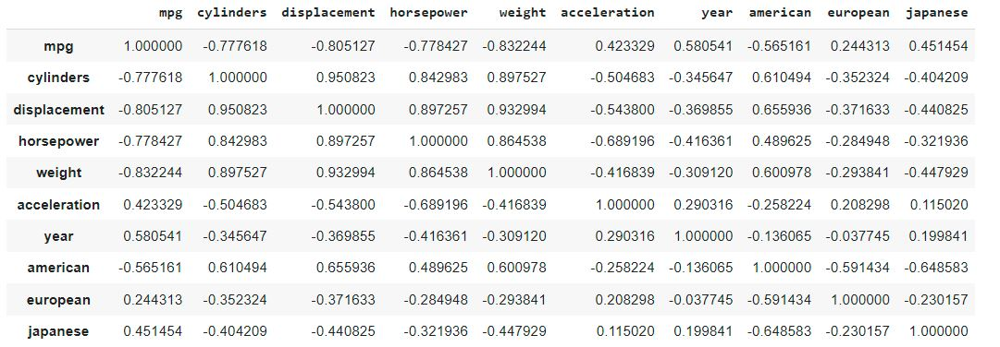 mpg cylinders displacement horsepower weight acceleration year american european japanese
mpg 1.000000 -0.777618 -0.805127 -0.778427 -0.832244 0.423329 0.580541 -0.565161 0.244313 0.451454
cylinders -0.777618 1.000000 0.950823 0.842983 0.897527 -0.504683 -0.345647 0.610494 -0.352324 -0.404209
displacement -0.805127 0.950823 1.000000 0.897257 0.932994 -0.543800 -0.369855 0.655936 -0.371633 -0.440825
horsepower -0.778427 0.842983 0.897257 1.000000 0.864538 -0.689196 -0.416361 0.489625 -0.284948 -0.321936
weight -0.832244 0.897527 0.932994 0.864538 1.000000 -0.416839 -0.309120 0.600978 -0.293841 -0.447929
acceleration 0.423329 -0.504683 -0.543800 -0.689196 -0.416839 1.000000 0.290316 -0.258224 0.208298 0.115020
year 0.580541 -0.345647 -0.369855 -0.416361 -0.309120 0.290316 1.000000 -0.136065 -0.037745 0.199841
american -0.565161 0.610494 0.655936 0.489625 0.600978 -0.258224 -0.136065 1.000000 -0.591434 -0.648583
european 0.244313 -0.352324 -0.371633 -0.284948 -0.293841 0.208298 -0.037745 -0.591434 1.000000 -0.230157
japanese 0.451454 -0.404209 -0.440825 -0.321936 -0.447929 0.115020 0.199841 -0.648583 -0.230157 1.000000